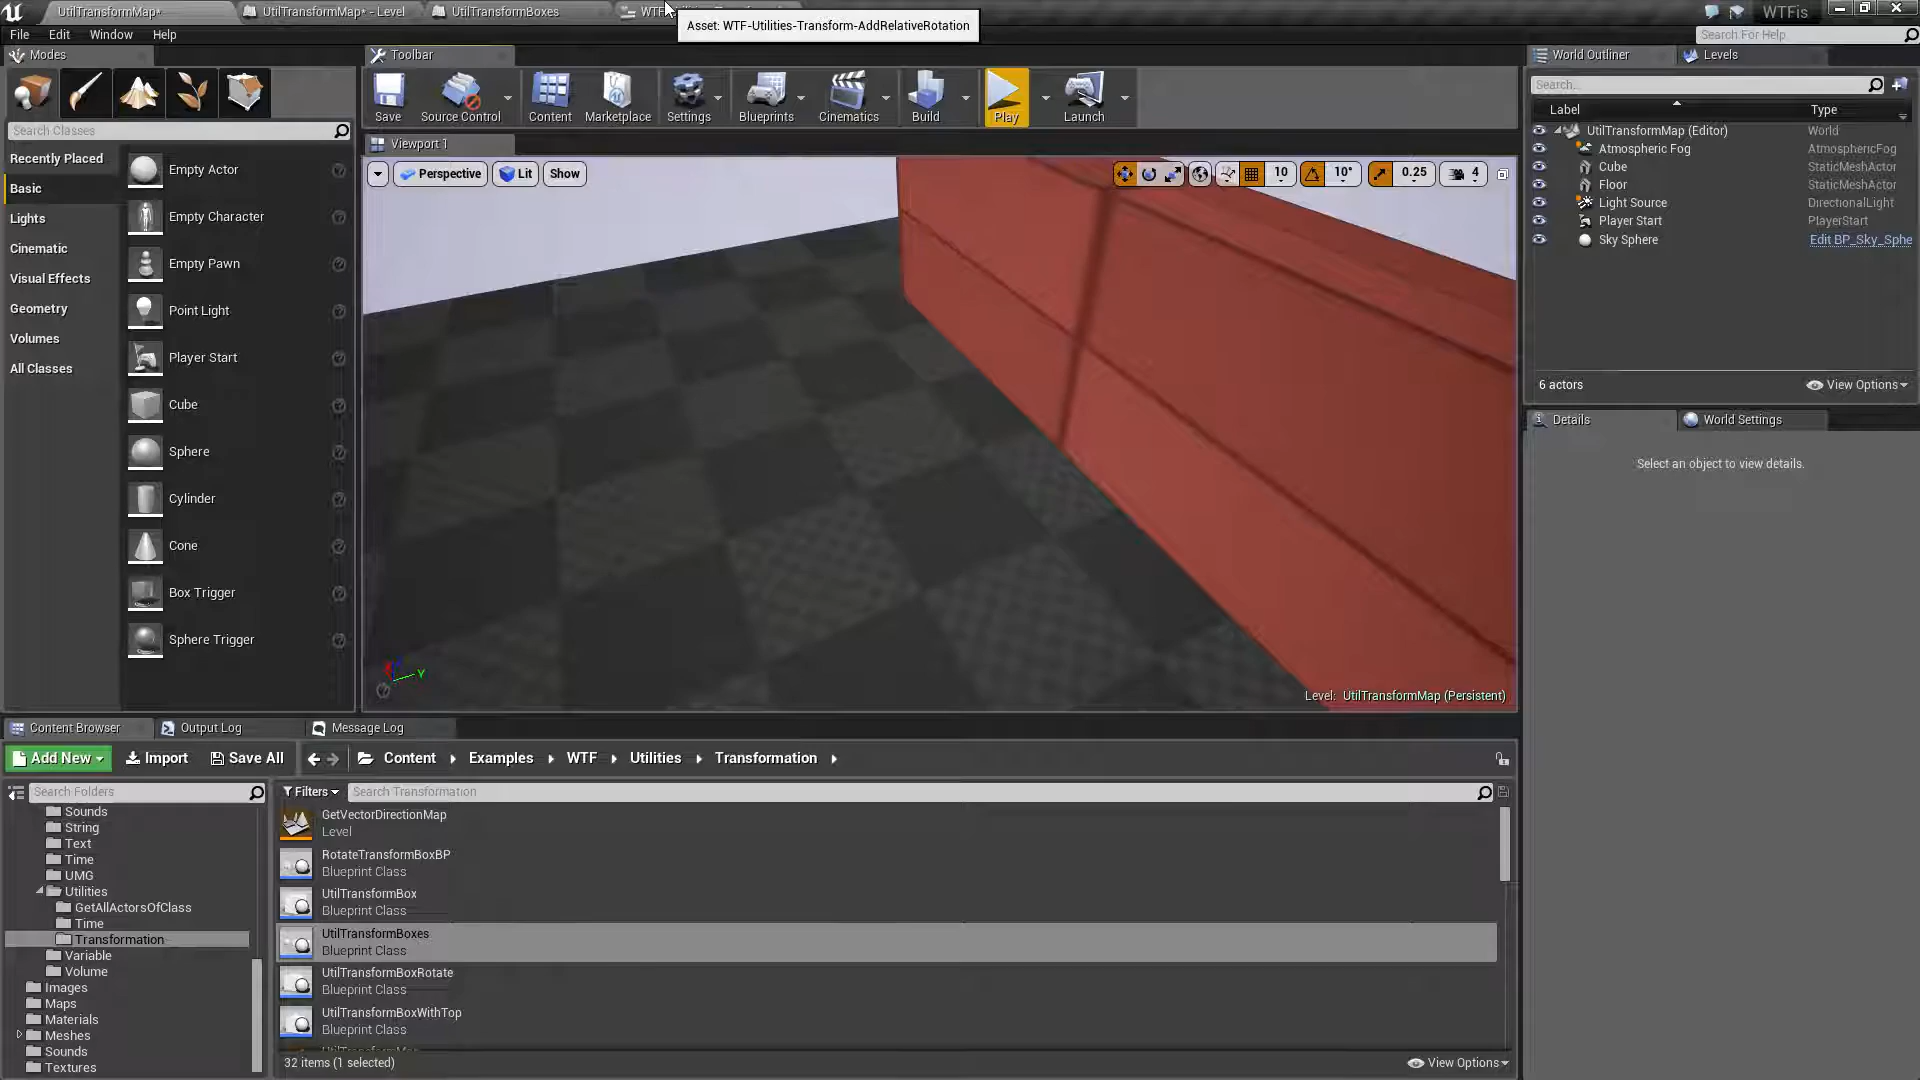 UtilTransformMap*
UtilTransformMap* - Level
UtilTransformBoxes
Asset: WTF-Utilities-Transform-AddRelativeRotation
WTFis
File Edit Window Help
Search For Help
Modes
Toolbar
World Outliner
Levels
Save
Source Control
Content
Marketplace
Settings
Blueprints
Cinematics
Build
Play
Launch
Search...
Label Type
Search Classes
Viewport 1
Perspective
Lit
Show
10
10°
0.25
4
Recently Placed
Basic
Lights
Cinematic
Visual Effects
Geometry
Volumes
All Classes
Empty Actor
Empty Character
Empty Pawn
Point Light
Player Start
Cube
Sphere
Cylinder
Cone
Box Trigger
Sphere Trigger
UtilTransformMap (Editor) World
Atmospheric Fog AtmosphericFog
Cube StaticMeshActor
Floor StaticMeshActor
Light Source DirectionalLight
Player Start PlayerStart
Sky Sphere Edit BP_Sky_Sphe
6 actors
View Options
Details
World Settings
Select an object to view details.
Y
Level: UtilTransformMap (Persistent)
Content Browser
Output Log
Message Log
Add New
Import
Save All
Content Examples WTF Utilities Transformation
Search Folders
Filters
Search Transformation
Sounds
String
Text
Time
UMG
Utilities
GetAllActorsOfClass
Time
Transformation
Variable
Volume
Images
Maps
Materials
Meshes
Sounds
Textures
GetVectorDirectionMap
Level
RotateTransformBoxBP
Blueprint Class
UtilTransformBox
Blueprint Class
UtilTransformBoxes
Blueprint Class
UtilTransformBoxRotate
Blueprint Class
UtilTransformBoxWithTop
Blueprint Class
32 items (1 selected)
View Options